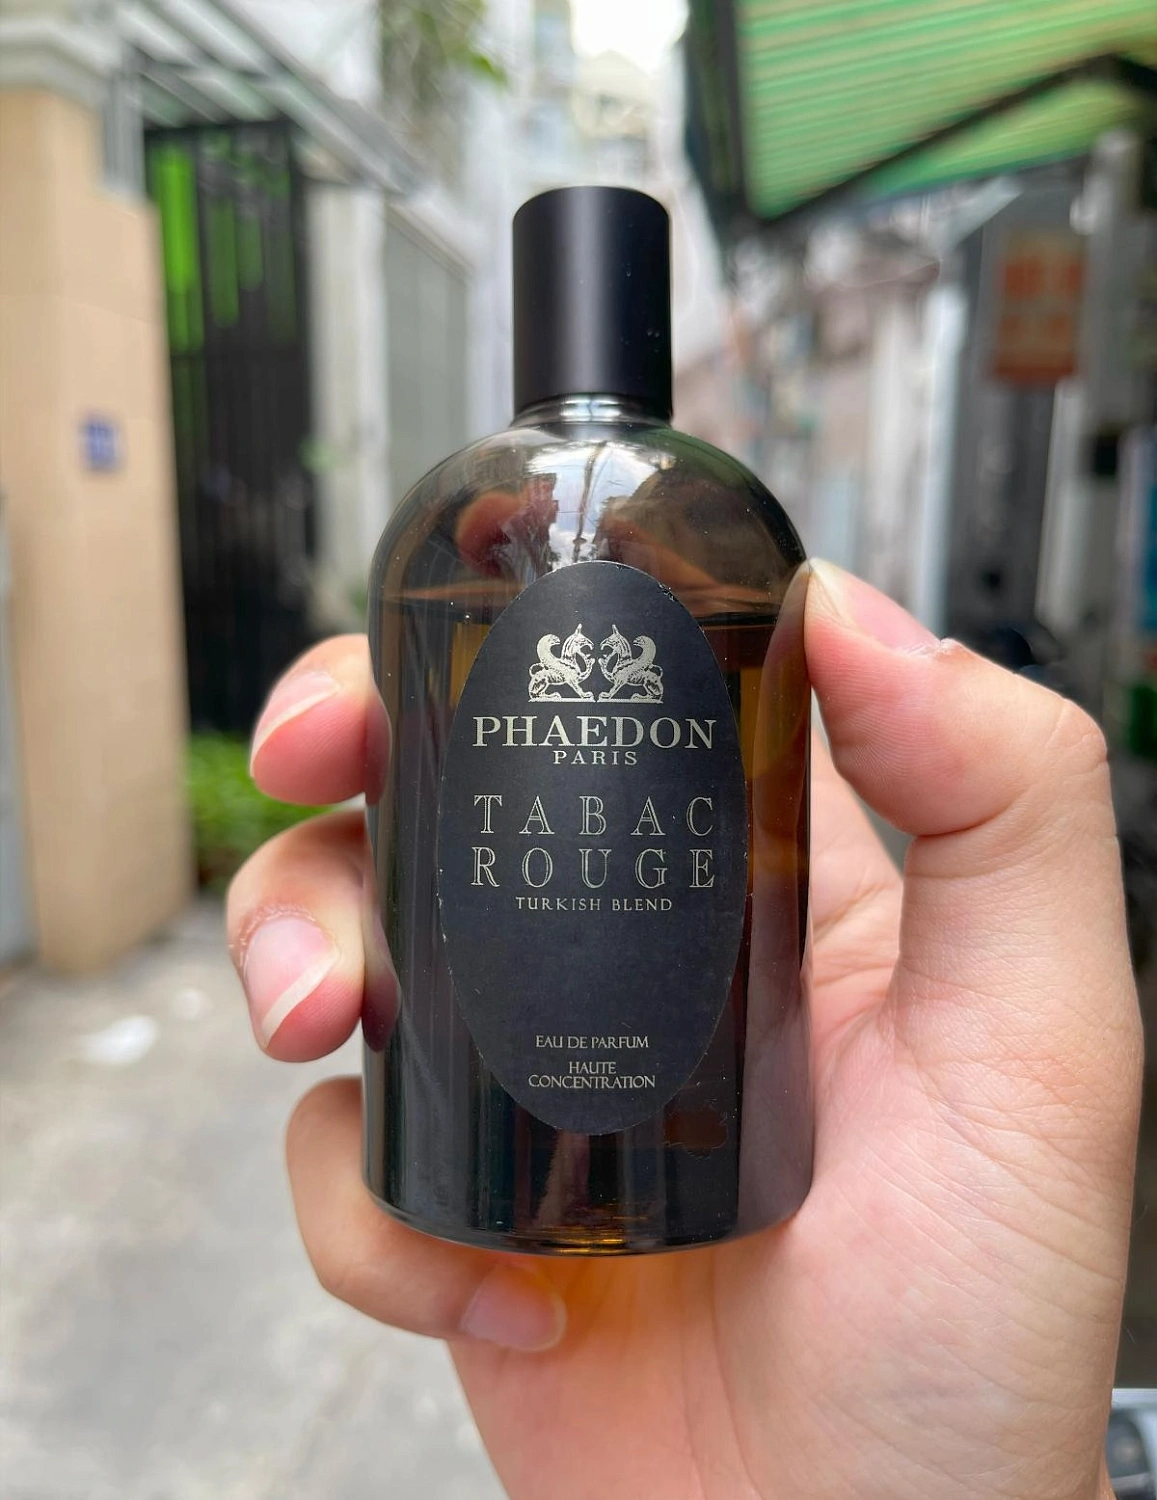 PHAEDON
PARIS
TABAC
ROUGE
TURKISH BLEND
EAU DE PARFUM
HAUTE
CONCENTRATION